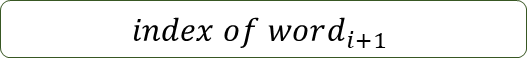 index of word_{i+1}